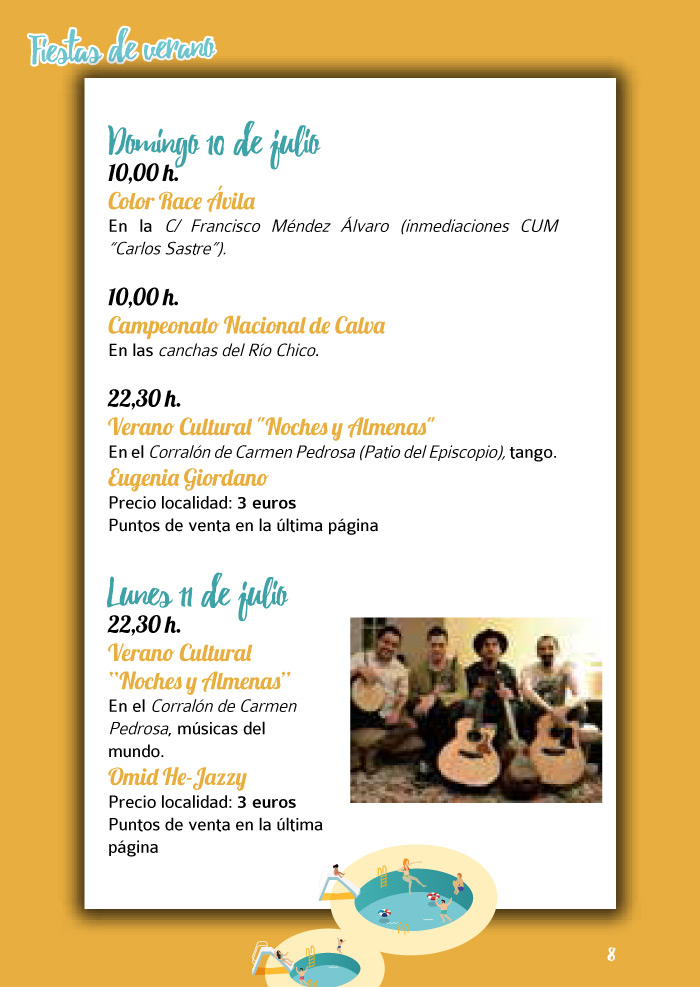 Fiestas de verano
Domingo 10 de julio
10,00 h.
Color Race Ávila
En la C/ Francisco Méndez Álvaro (inmediaciones CUM
“Carlos Sastre”).
10,00 h.
Campeonato Nacional de Calva
En las canchas del Río Chico.
22,30 h.
Verano Cultural "Noches y Almenas"
En el Corralón de Carmen Pedrosa (Patio del Episcopio), tango.
Eugenia Giordano
Precio localidad: 3 euros
Puntos de venta en la última página
Lunes 11 de julio
22,30 h.
Verano Cultural
“Noches y Almenas”
En el Corralón de Carmen
Pedrosa, músicas del
mundo.
Omid He-Jazzy
Precio localidad: 3 euros
Puntos de venta en la última
página
8